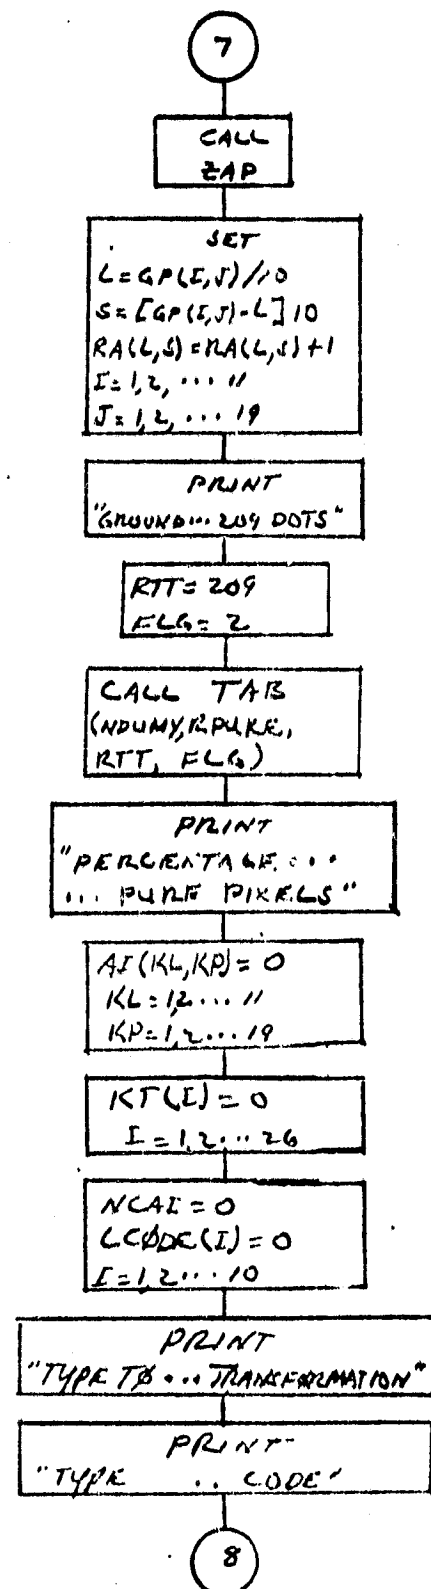 7
CALL
ZAP
SET
L=GP(I,J)/10
S=[GP(I,J)-L]10
RA(L,S)=RA(L,S)+1
I=1,2, ... 11
J=1,2, ... 19
PRINT
"GROUND... 209 DOTS"
RTT=209
FLG=2
CALL TAB
(NDUMY,RPURE,
RTT, FLG)
PRINT
"PERCENTAGE...
... PURE PIXELS"
AI(KL,KP)=0
KL=1,2...11
KP=1,2...19
KT(I)=0
I=1,2...26
NCAI=0
LCØDE(I)=0
I=1,2...10
PRINT
"TYPE TØ ... TRANSFORMATION"
PRINT
"TYPE .. CODE"
8